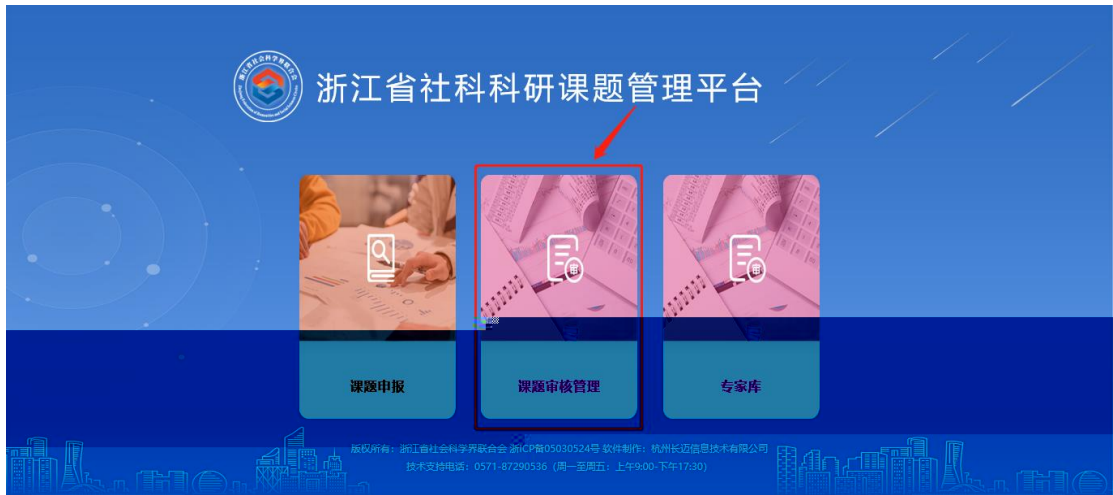 浙江省社科科研课题管理平台
课题申报
课题审核管理
专家库
版权所有：浙江省社会科学界联合会 浙ICP备05030524号 软件制作：杭州长迈信息技术有限公司
技术支持电话：0571-87290536（周一至周五：上午9:00-下午17:30）